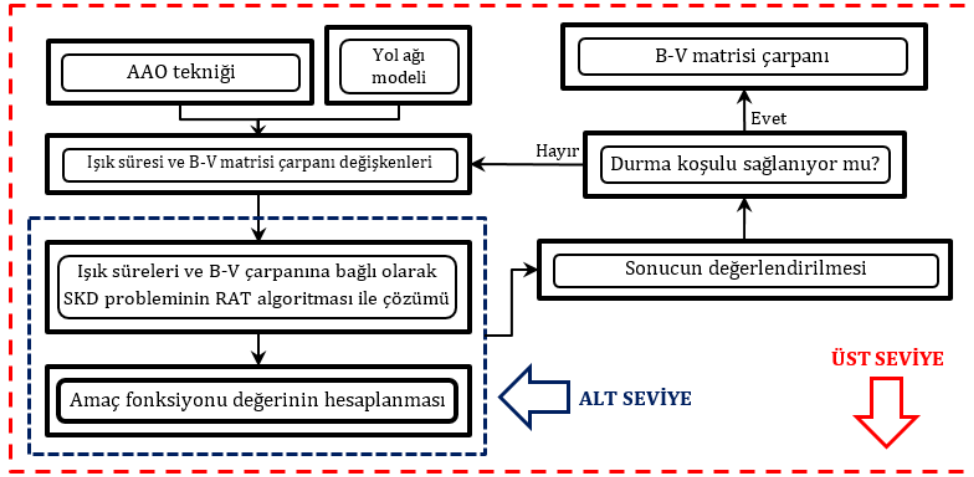 AAO tekniği
Yol ağı
modeli
Işık süresi ve B-V matrisi çarpanı değişkenleri
Işık süreleri ve B-V çarpanına bağlı olarak
SKD probleminin RAT algoritması ile çözümü
Amaç fonksiyonu değerinin hesaplanması
ALT SEVİYE
B-V matrisi çarpanı
Evet
Hayır
Durma koşulu sağlanıyor mu?
Sonucun değerlendirilmesi
ÜST SEVİYE